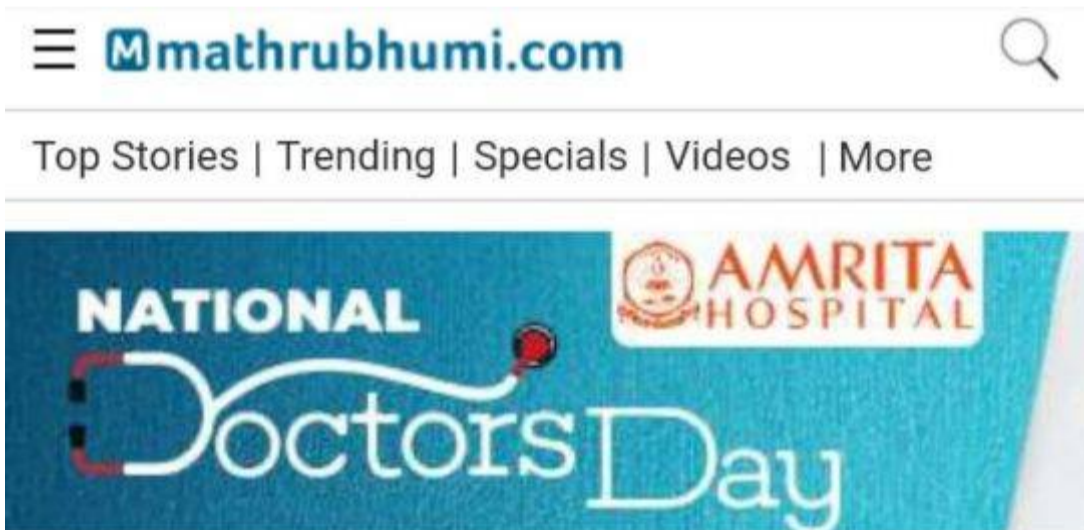 mathrubhumi.com
Top Stories | Trending | Specials | Videos | More
AMRITA
HOSPITAL
NATIONAL
Doctors Day